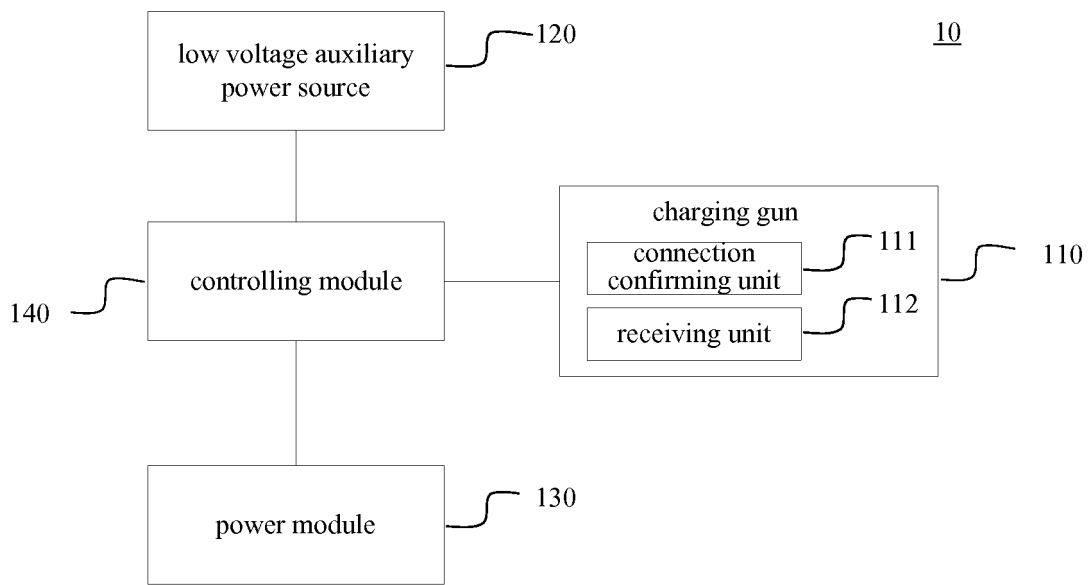 120
10
low voltage auxiliary
power source
charging gun
111
connection
confirming unit
110
controlling module
140
112
receiving unit
130
power module